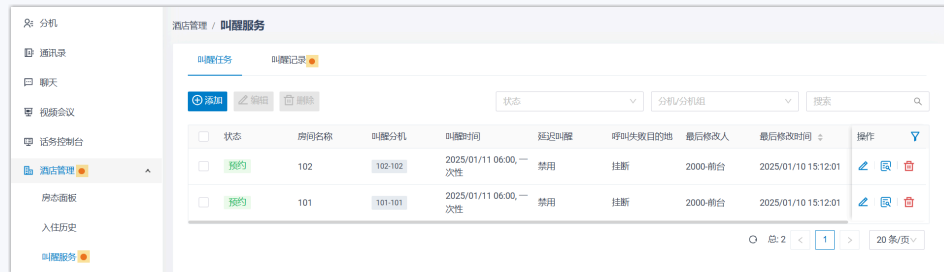 分机
通讯录
聊天
视频会议
话务控制台
酒店管理
房态面板
入住历史
叫醒服务
酒店管理 / 叫醒服务
叫醒任务 叫醒记录
添加 编辑 删除 状态 分机/分机组 搜索
状态 房间名称 叫醒分机 叫醒时间 延迟叫醒 呼叫失败目的地 最后修改人 最后修改时间 操作
预约 102 102-102 2025/01/11 06:00, 一次性 禁用 挂断 2000-前台 2025/01/10 15:12:01
预约 101 101-101 2025/01/11 06:00, 一次性 禁用 挂断 2000-前台 2025/01/10 15:12:01
总: 2 < 1 > 20 条/页